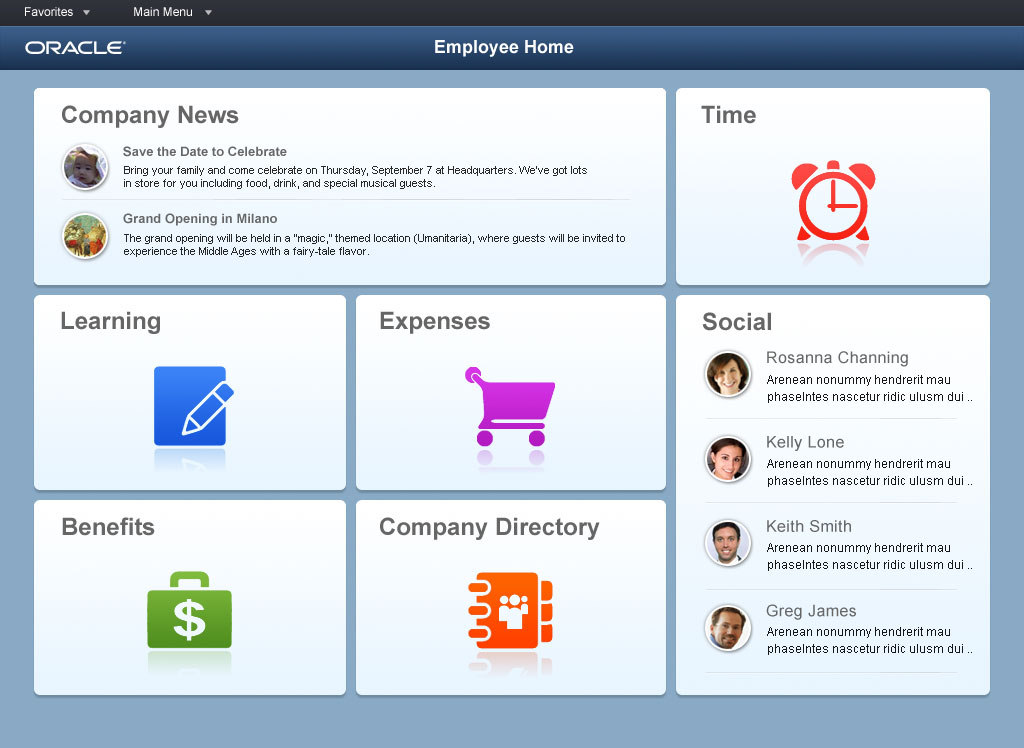 Favorites
Main Menu
ORACLE
Employee Home
Company News
Save the Date to Celebrate
Bring your family and come celebrate on Thursday, September 7 at Headquarters. We've got lots
in store for you including food, drink, and special musical guests.
Grand Opening in Milano
The grand opening will be held in a "magic," themed location (Umanitaria), where guests will be invited to
experience the Middle Ages with a fairy-tale flavor.
Time
Learning
Expenses
Social
Rosanna Channing
Arenean nonummy hendrerit mau
phaselntes nascetur ridic ulusm dui ..
Kelly Lone
Arenean nonummy hendrerit mau
phaselntes nascetur ridic ulusm dui ..
Keith Smith
Arenean nonummy hendrerit mau
phaselntes nascetur ridic ulusm dui ..
Greg James
Arenean nonummy hendrerit mau
phaselntes nascetur ridic ulusm dui ..
Benefits
$
Company Directory